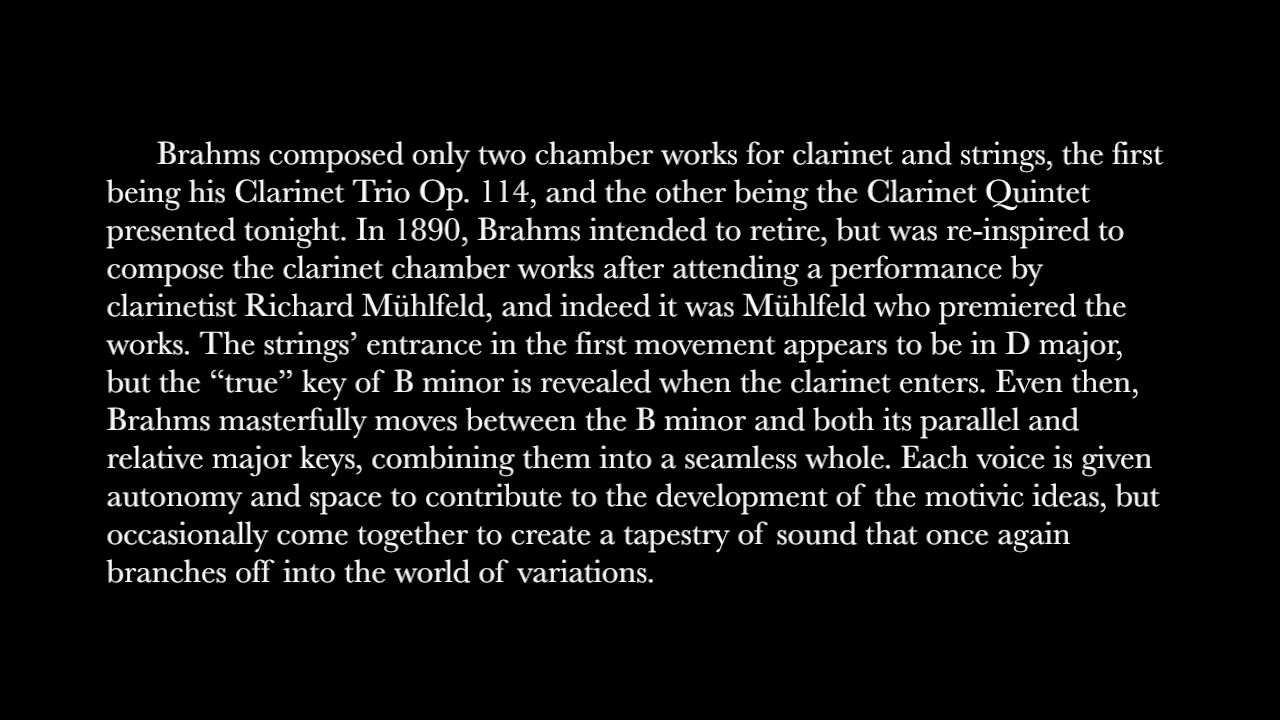 Brahms composed only two chamber works for clarinet and strings, the first
being his Clarinet Trio Op. 114, and the other being the Clarinet Quintet
presented tonight. In 1890, Brahms intended to retire, but was re-inspired to
compose the clarinet chamber works after attending a performance by
clarinetist Richard Mühlfeld, and indeed it was Mühlfeld who premiered the
works. The strings’ entrance in the first movement appears to be in D major,
but the “true” key of B minor is revealed when the clarinet enters. Even then,
Brahms masterfully moves between the B minor and both its parallel and
relative major keys, combining them into a seamless whole. Each voice is given
autonomy and space to contribute to the development of the motivic ideas, but
occasionally come together to create a tapestry of sound that once again
branches off into the world of variations.